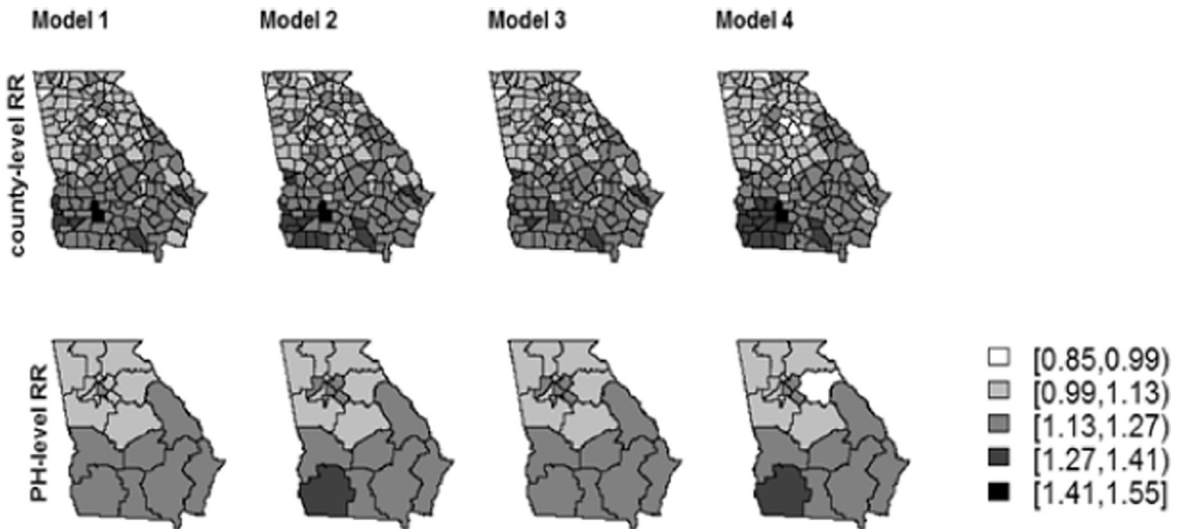 Model 1
Model 2
Model 3
Model 4
county-level RR
PH-level RR
[0.85,0.99)
[0.99,1.13)
[1.13,1.27)
[1.27,1.41)
[1.41,1.55]